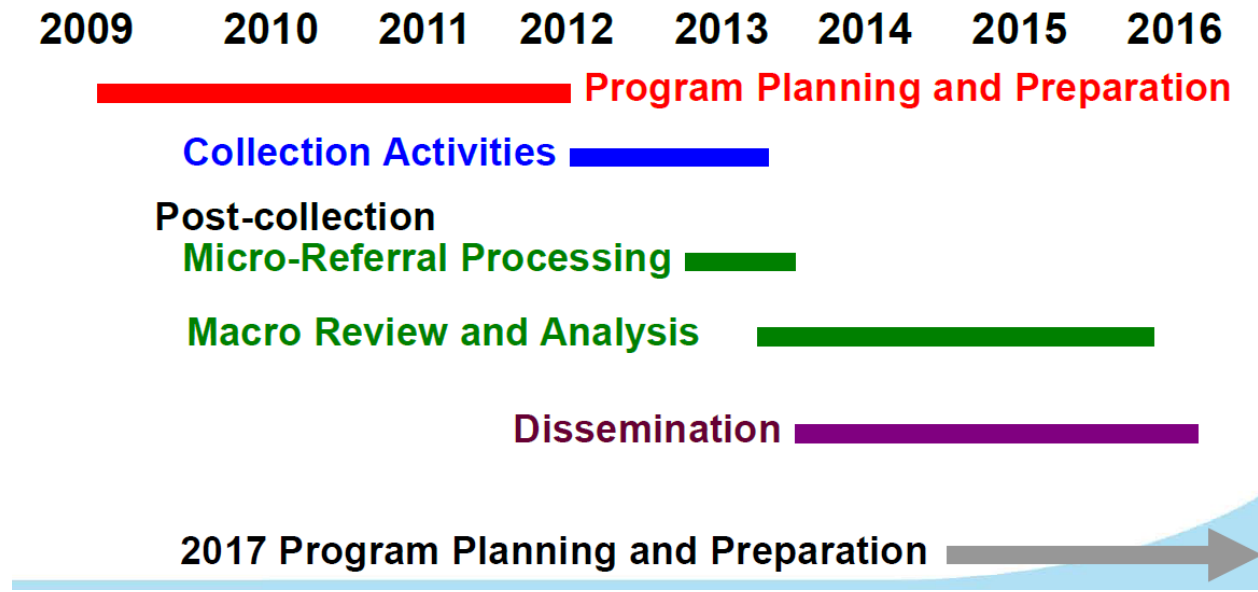 2009 2010 2011 2012 2013 2014 2015 2016
Program Planning and Preparation
Collection Activities
Post-collection
Micro-Referral Processing
Macro Review and Analysis
Dissemination
2017 Program Planning and Preparation